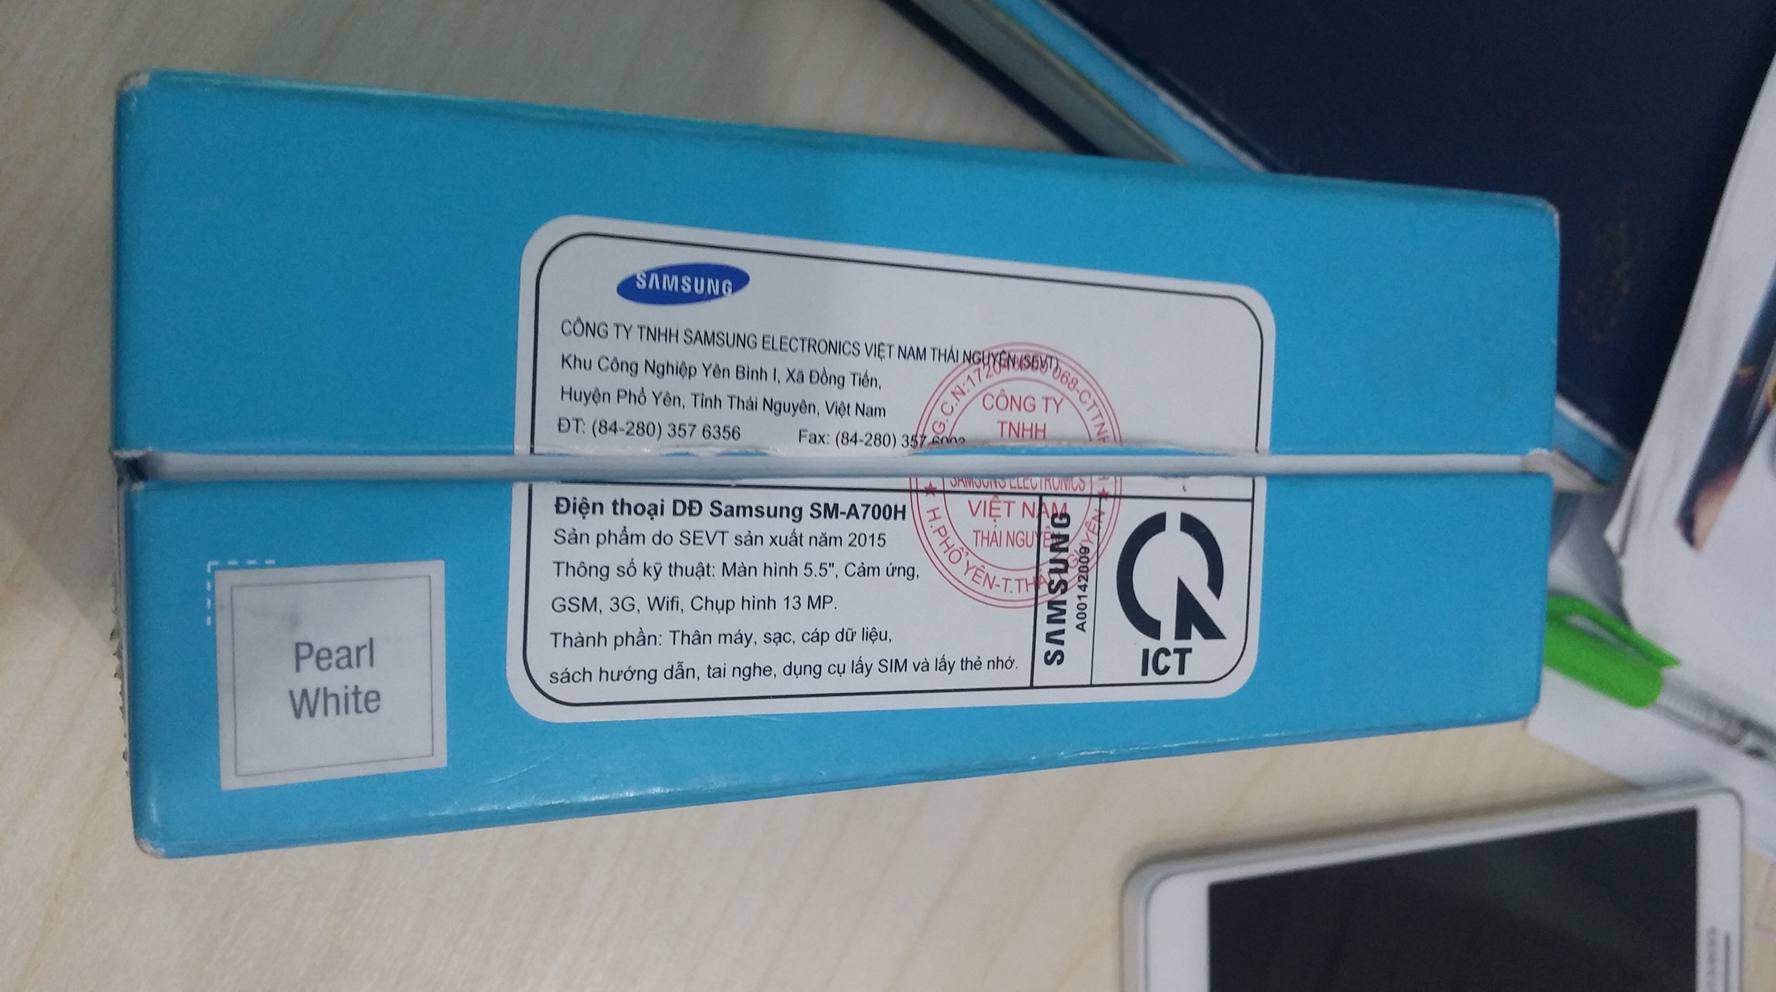 SAMSUNG
CÔNG TY TNHH SAMSUNG ELECTRONICS VIỆT NAM THÁI NGUYÊN (SEVT)
Khu Công Nghiệp Yên Bình I, Xã Đồng Tiến,
Huyện Phổ Yên, Tỉnh Thái Nguyên, Việt Nam
ĐT: (84-280) 357 6356 Fax: (84-280) 357
CÔNG TY
TNHH
SAMSUNG ELECTRONICS
VIỆT NAM
THÁI NGUYÊN
H.PHỔ YÊN-T.THÁI NGUYÊN
Điện thoại DĐ Samsung SM-A700H
Sản phẩm do SEVT sản xuất năm 2015
Thông số kỹ thuật: Màn hình 5.5", Cảm ứng,
GSM, 3G, Wifi, Chụp hình 13 MP.
Thành phần: Thân máy, sạc, cáp dữ liệu,
sách hướng dẫn, tai nghe, dụng cụ lấy SIM và lấy thẻ nhớ.
SAMSUNG
A00142009
ICT
Pearl
White